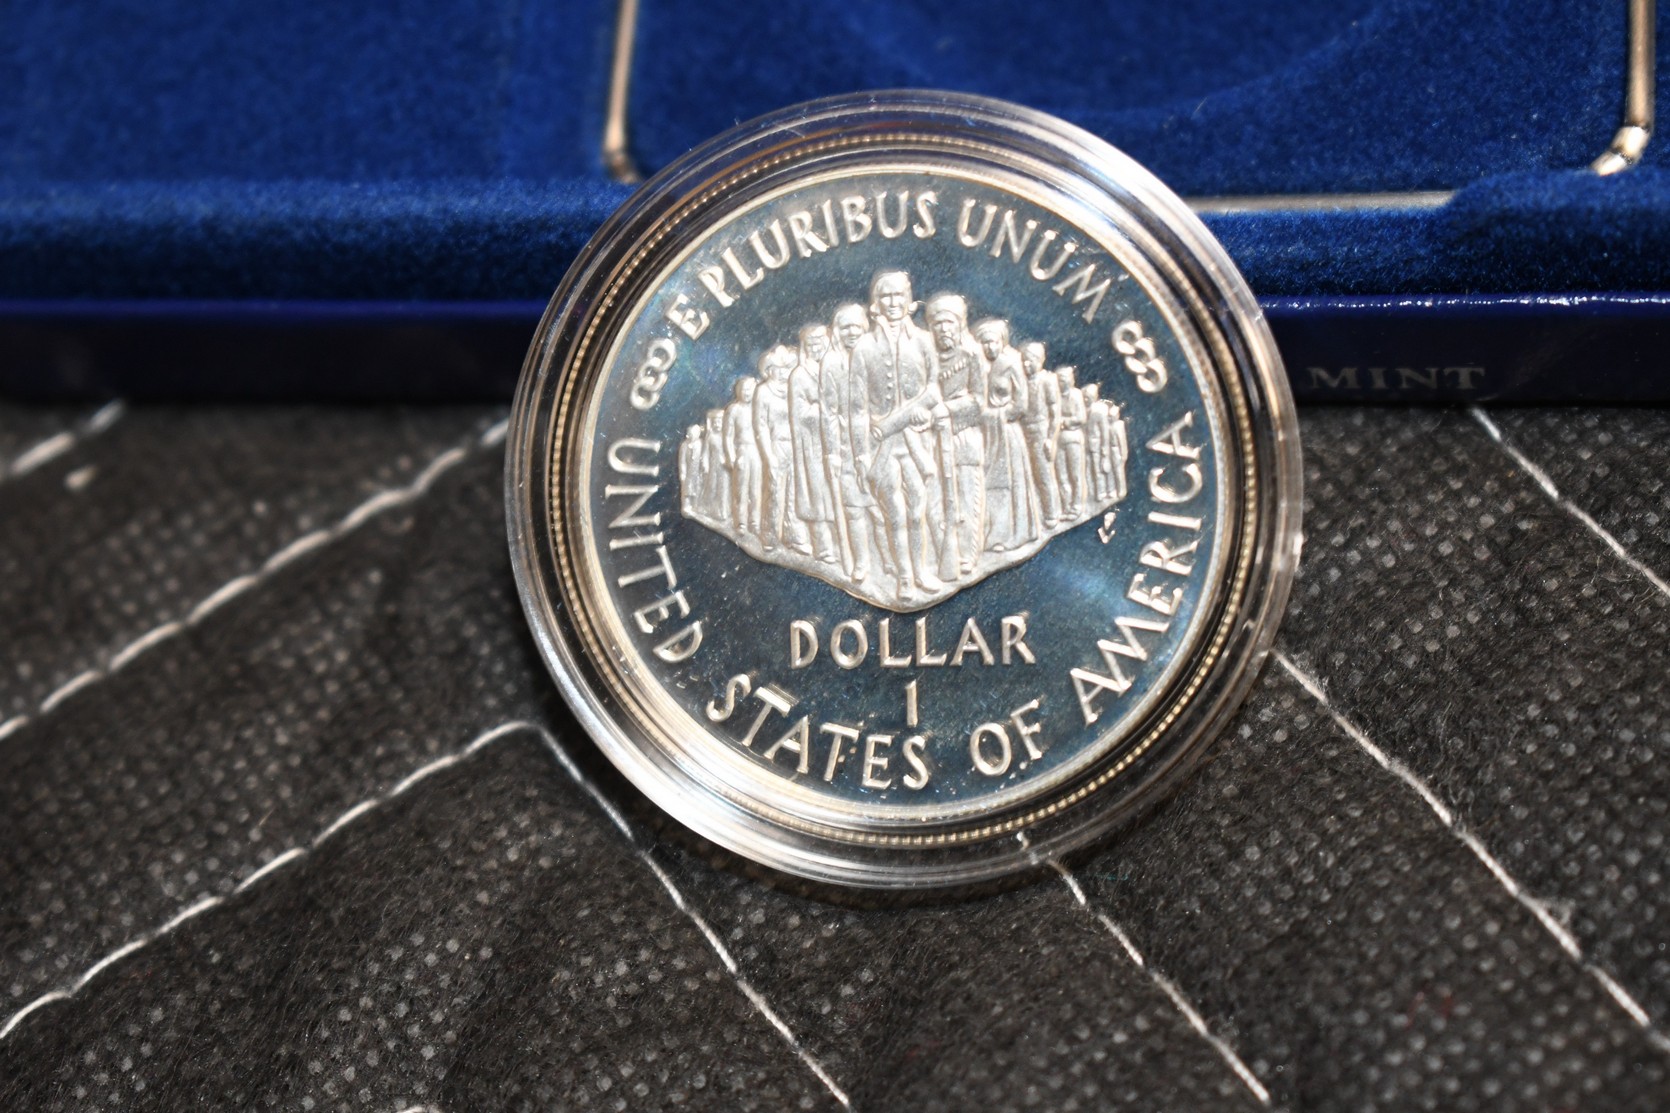 E PLURIBUS UNUM
DOLLAR
1
UNITED STATES OF AMERICA
MINT